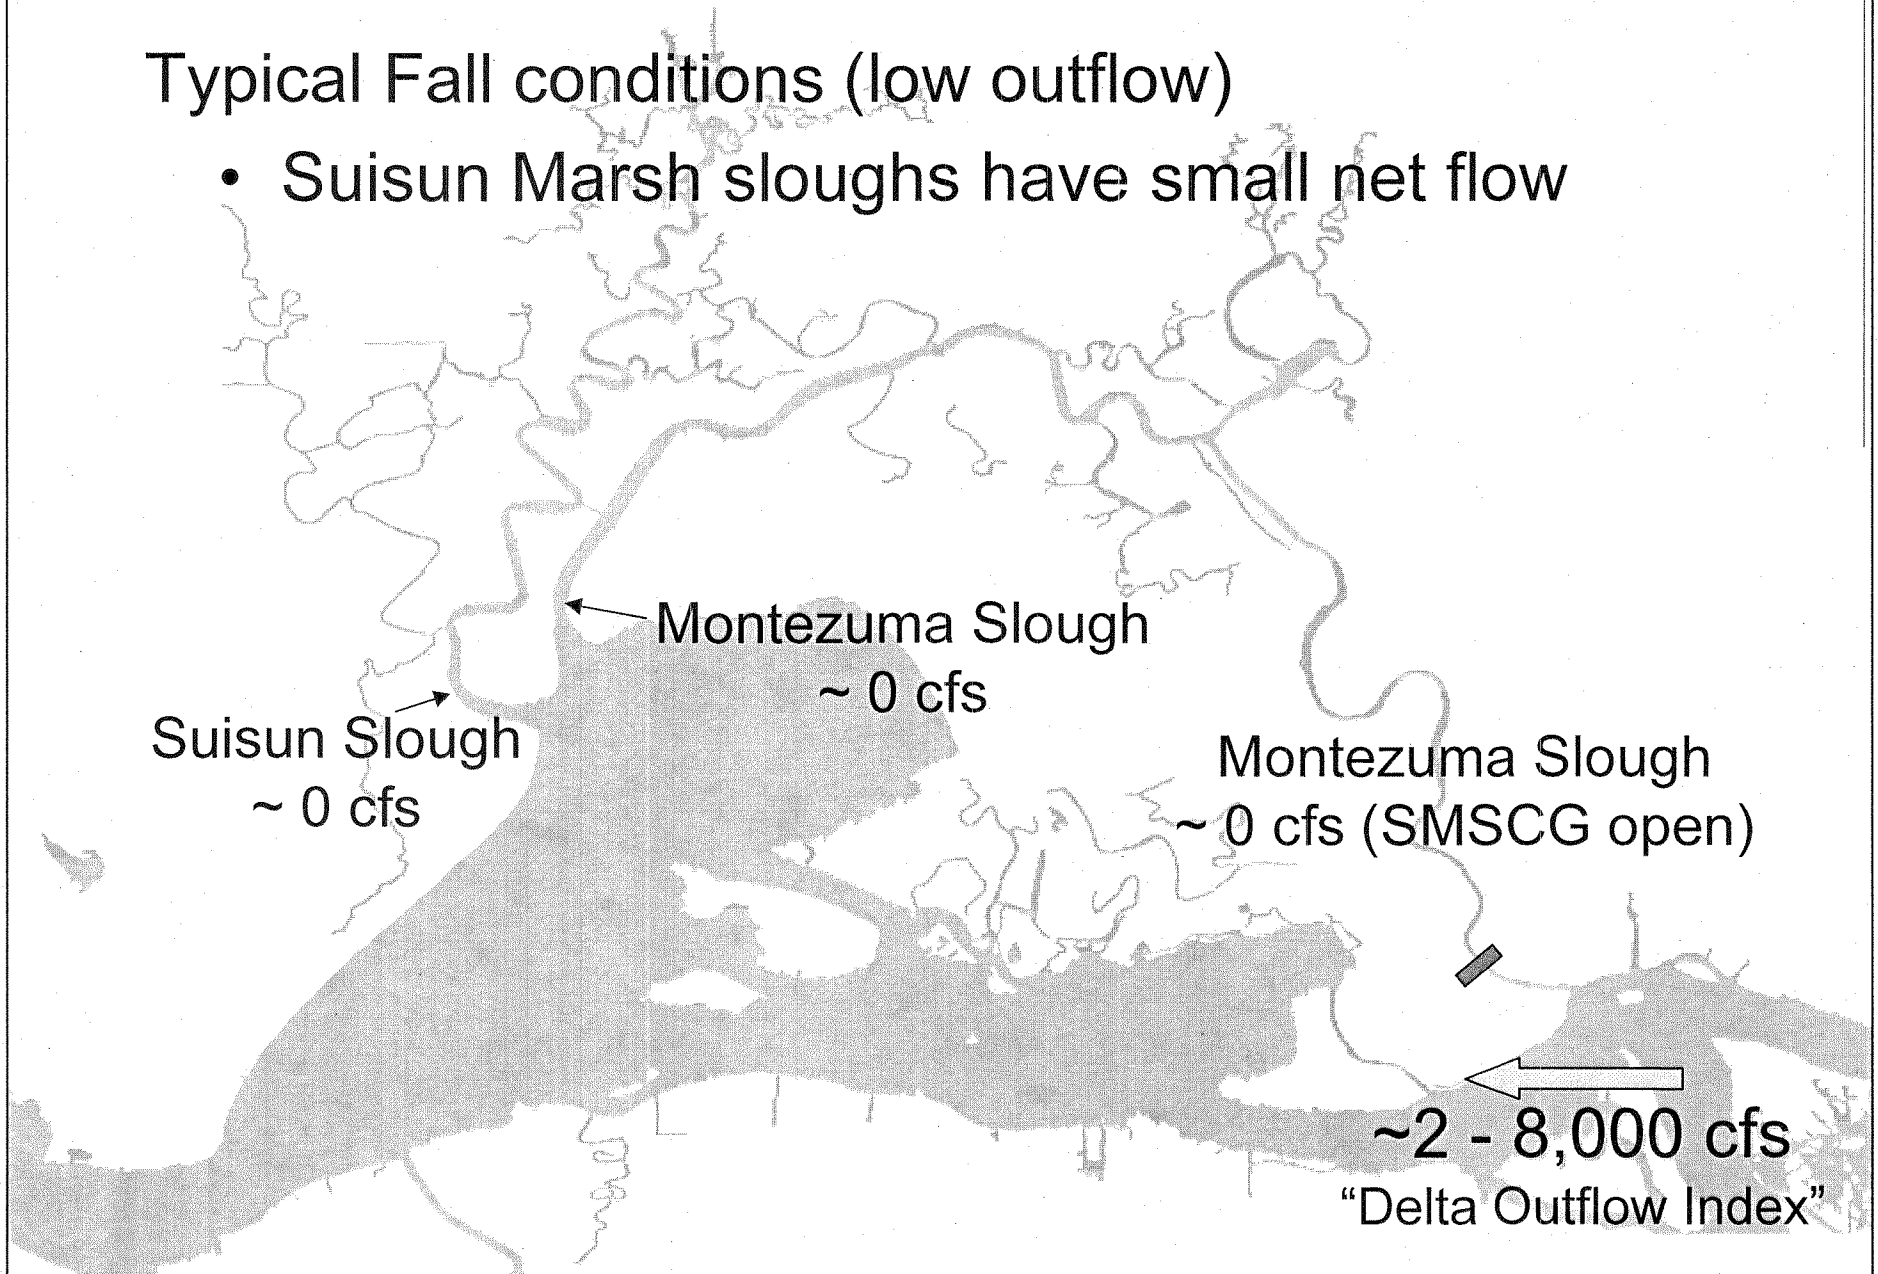 Typical Fall conditions (low outflow)
• Suisun Marsh sloughs have small net flow
Montezuma Slough
~ 0 cfs
Suisun Slough
~ 0 cfs
Montezuma Slough
~ 0 cfs (SMSCG open)
~2 - 8,000 cfs
“Delta Outflow Index”